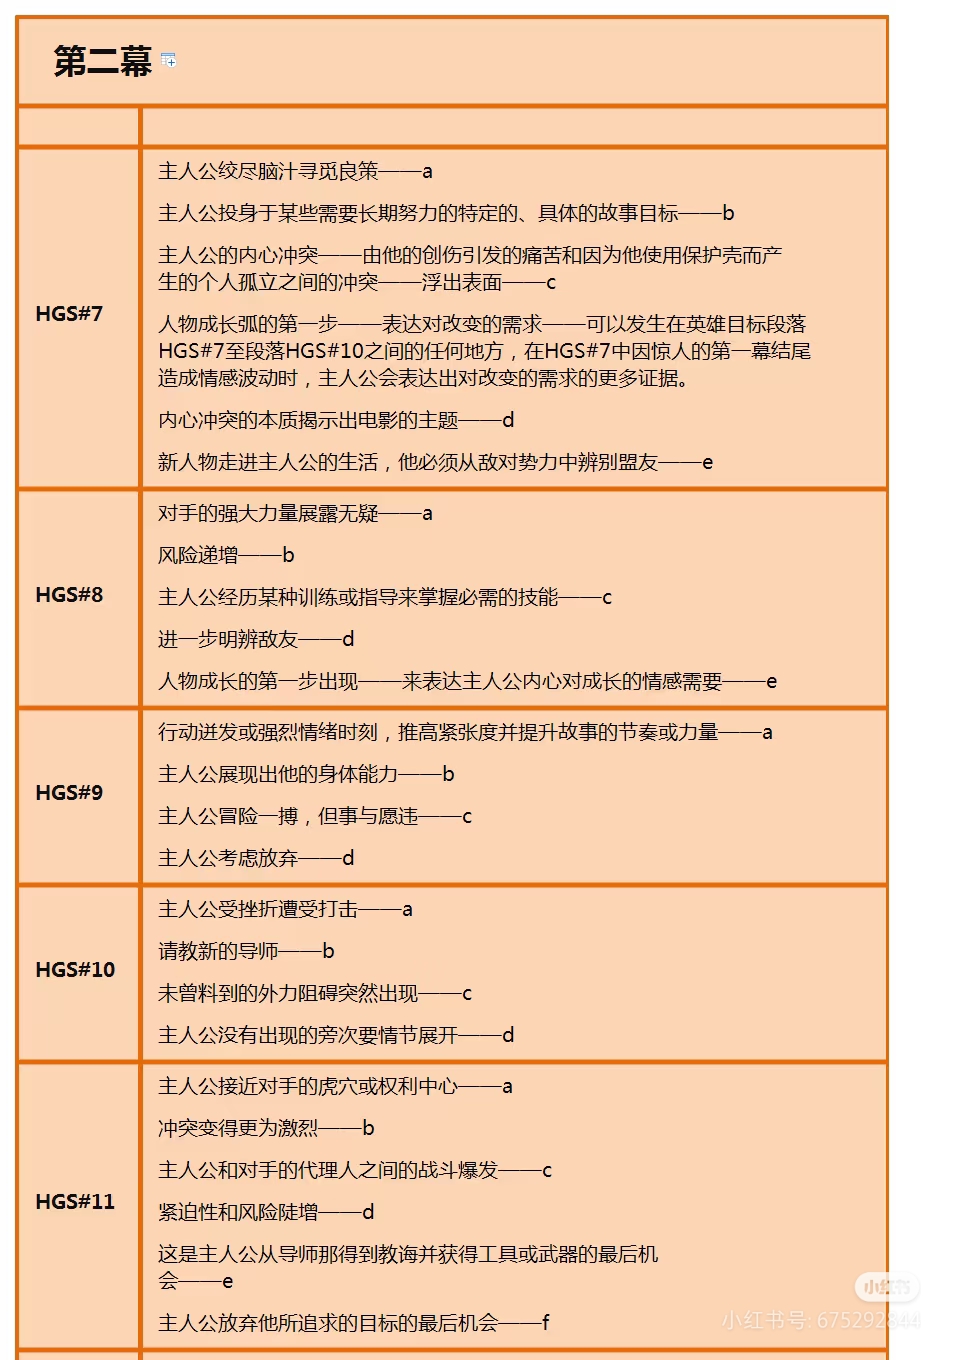 第二幕
HGS#7
主人公绞尽脑汁寻觅良策——a
主人公投身于某些需要长期努力的特定的、具体的故事目标——b
主人公的内心冲突——由他的创伤引发的痛苦和因为他使用保护壳而产
生的个人孤立之间的冲突——浮出表面——c
人物成长弧的第一步——表达对改变的需求——可以发生在英雄目标段落
HGS#7至段落HGS#10之间的任何地方，在HGS#7中因惊人的第一幕结尾
造成情感波动时，主人公会表达出对改变的需求的更多证据。
内心冲突的本质揭示出电影的主题——d
新人物走进主人公的生活，他必须从敌对势力中辨别盟友——e
HGS#8
对手的强大力量展露无疑——a
风险递增——b
主人公经历某种训练或指导来掌握必需的技能——c
进一步明辨敌友——d
人物成长的第一步出现——来表达主人公内心对成长的情感需要——e
HGS#9
行动迸发或强烈情绪时刻，推高紧张度并提升故事的节奏或力量——a
主人公展现出他的身体能力——b
主人公冒险一搏，但事与愿违——c
主人公考虑放弃——d
HGS#10
主人公受挫折遭受打击——a
请教新的导师——b
未曾料到的外力阻碍突然出现——c
主人公没有出现的旁次要情节展开——d
HGS#11
主人公接近对手的虎穴或权利中心——a
冲突变得更为激烈——b
主人公和对手的代理人之间的战斗爆发——c
紧迫性和风险陡增——d
这是主人公从导师那得到教诲并获得工具或武器的最后机
会——e
主人公放弃他所追求的目标的最后机会——f
小红书
小红书号: 675292844